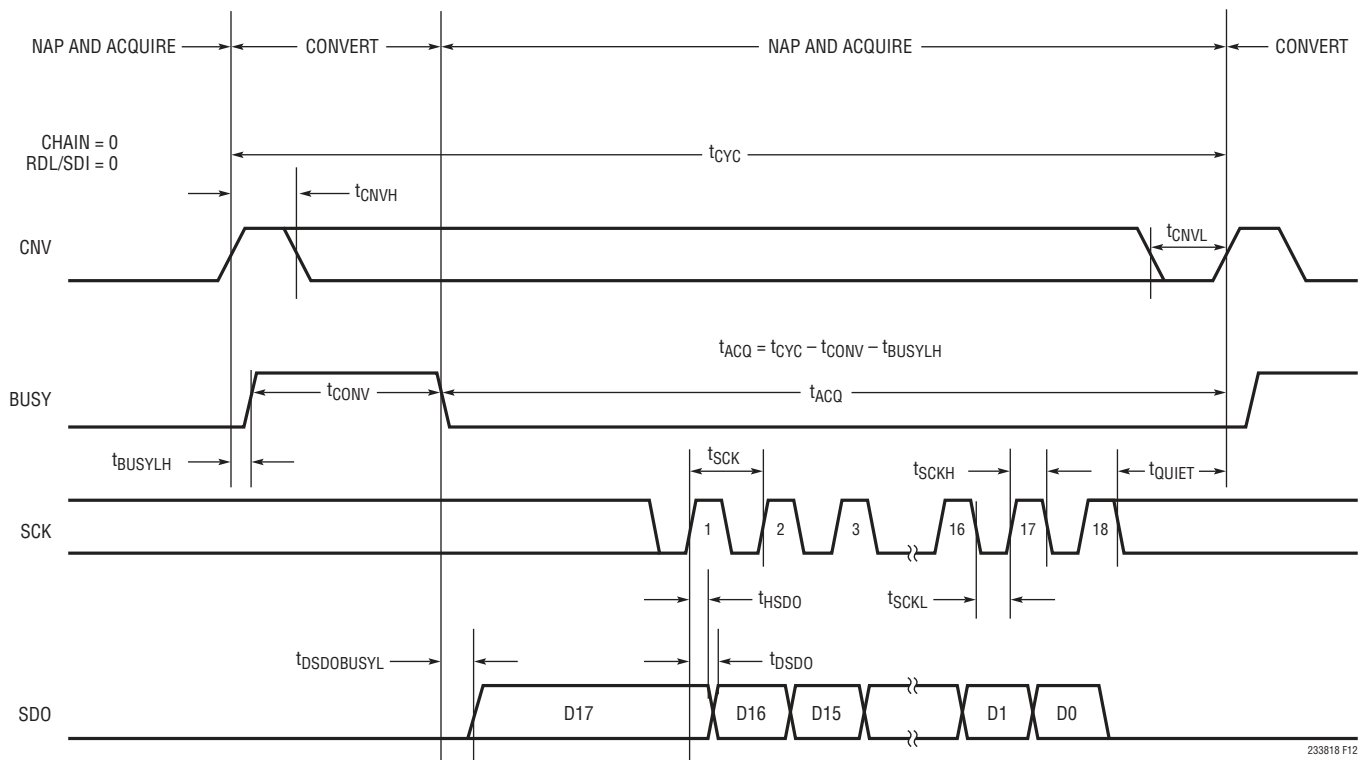 NAP AND ACQUIRE
CONVERT
NAP AND ACQUIRE
CONVERT
CHAIN = 0
RDL/SDI = 0
tCYC
tCNVH
CNV
tCNVL
tACQ = tCYC – tCONV – tBUSYLH
BUSY
tCONV
tACQ
tBUSYLH
tSCK
tSCKH
tQUIET
SCK
1
2
3
16
17
18
tHSDO
tSCKL
tDSDOBUSYL
tDSDO
SDO
D17
D16
D15
D1
D0
233818 F12